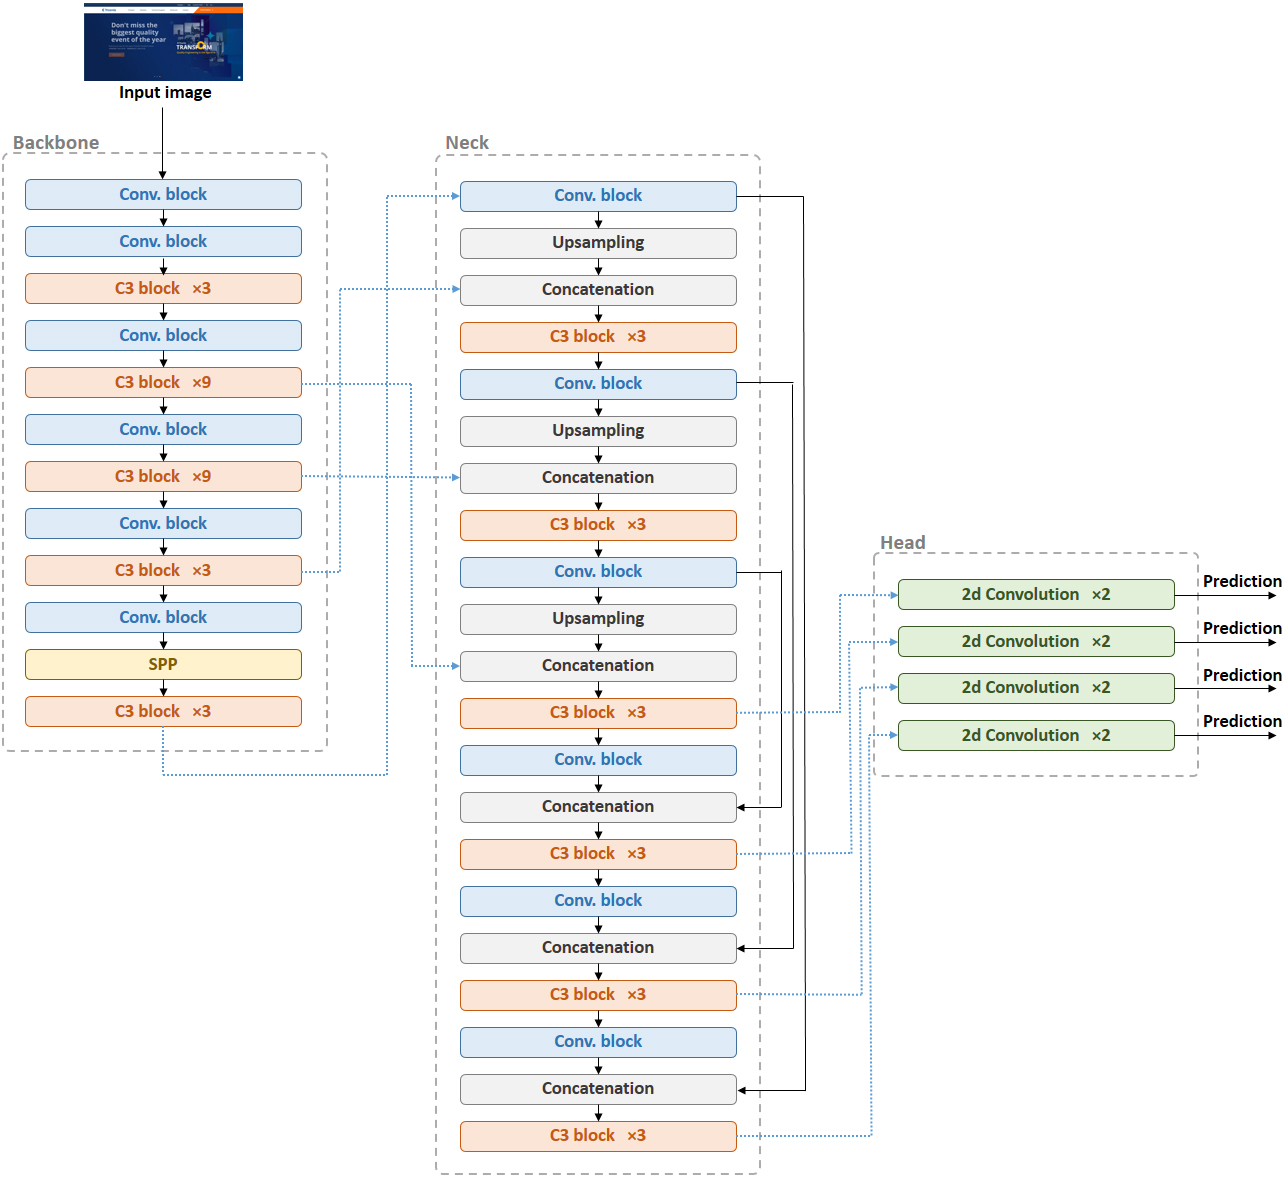 Don't miss the
biggest quality
event of the year
TRANSFORM
Input image
Backbone
Conv. block
Conv. block
C3 block ×3
Conv. block
C3 block ×9
Conv. block
C3 block ×9
Conv. block
C3 block ×3
Conv. block
SPP
C3 block ×3
Neck
Conv. block
Upsampling
Concatenation
C3 block ×3
Conv. block
Upsampling
Concatenation
C3 block ×3
Conv. block
Upsampling
Concatenation
C3 block ×3
Conv. block
Concatenation
C3 block ×3
Conv. block
Concatenation
C3 block ×3
Conv. block
Concatenation
C3 block ×3
Head
2d Convolution ×2
Prediction
2d Convolution ×2
Prediction
2d Convolution ×2
Prediction
2d Convolution ×2
Prediction